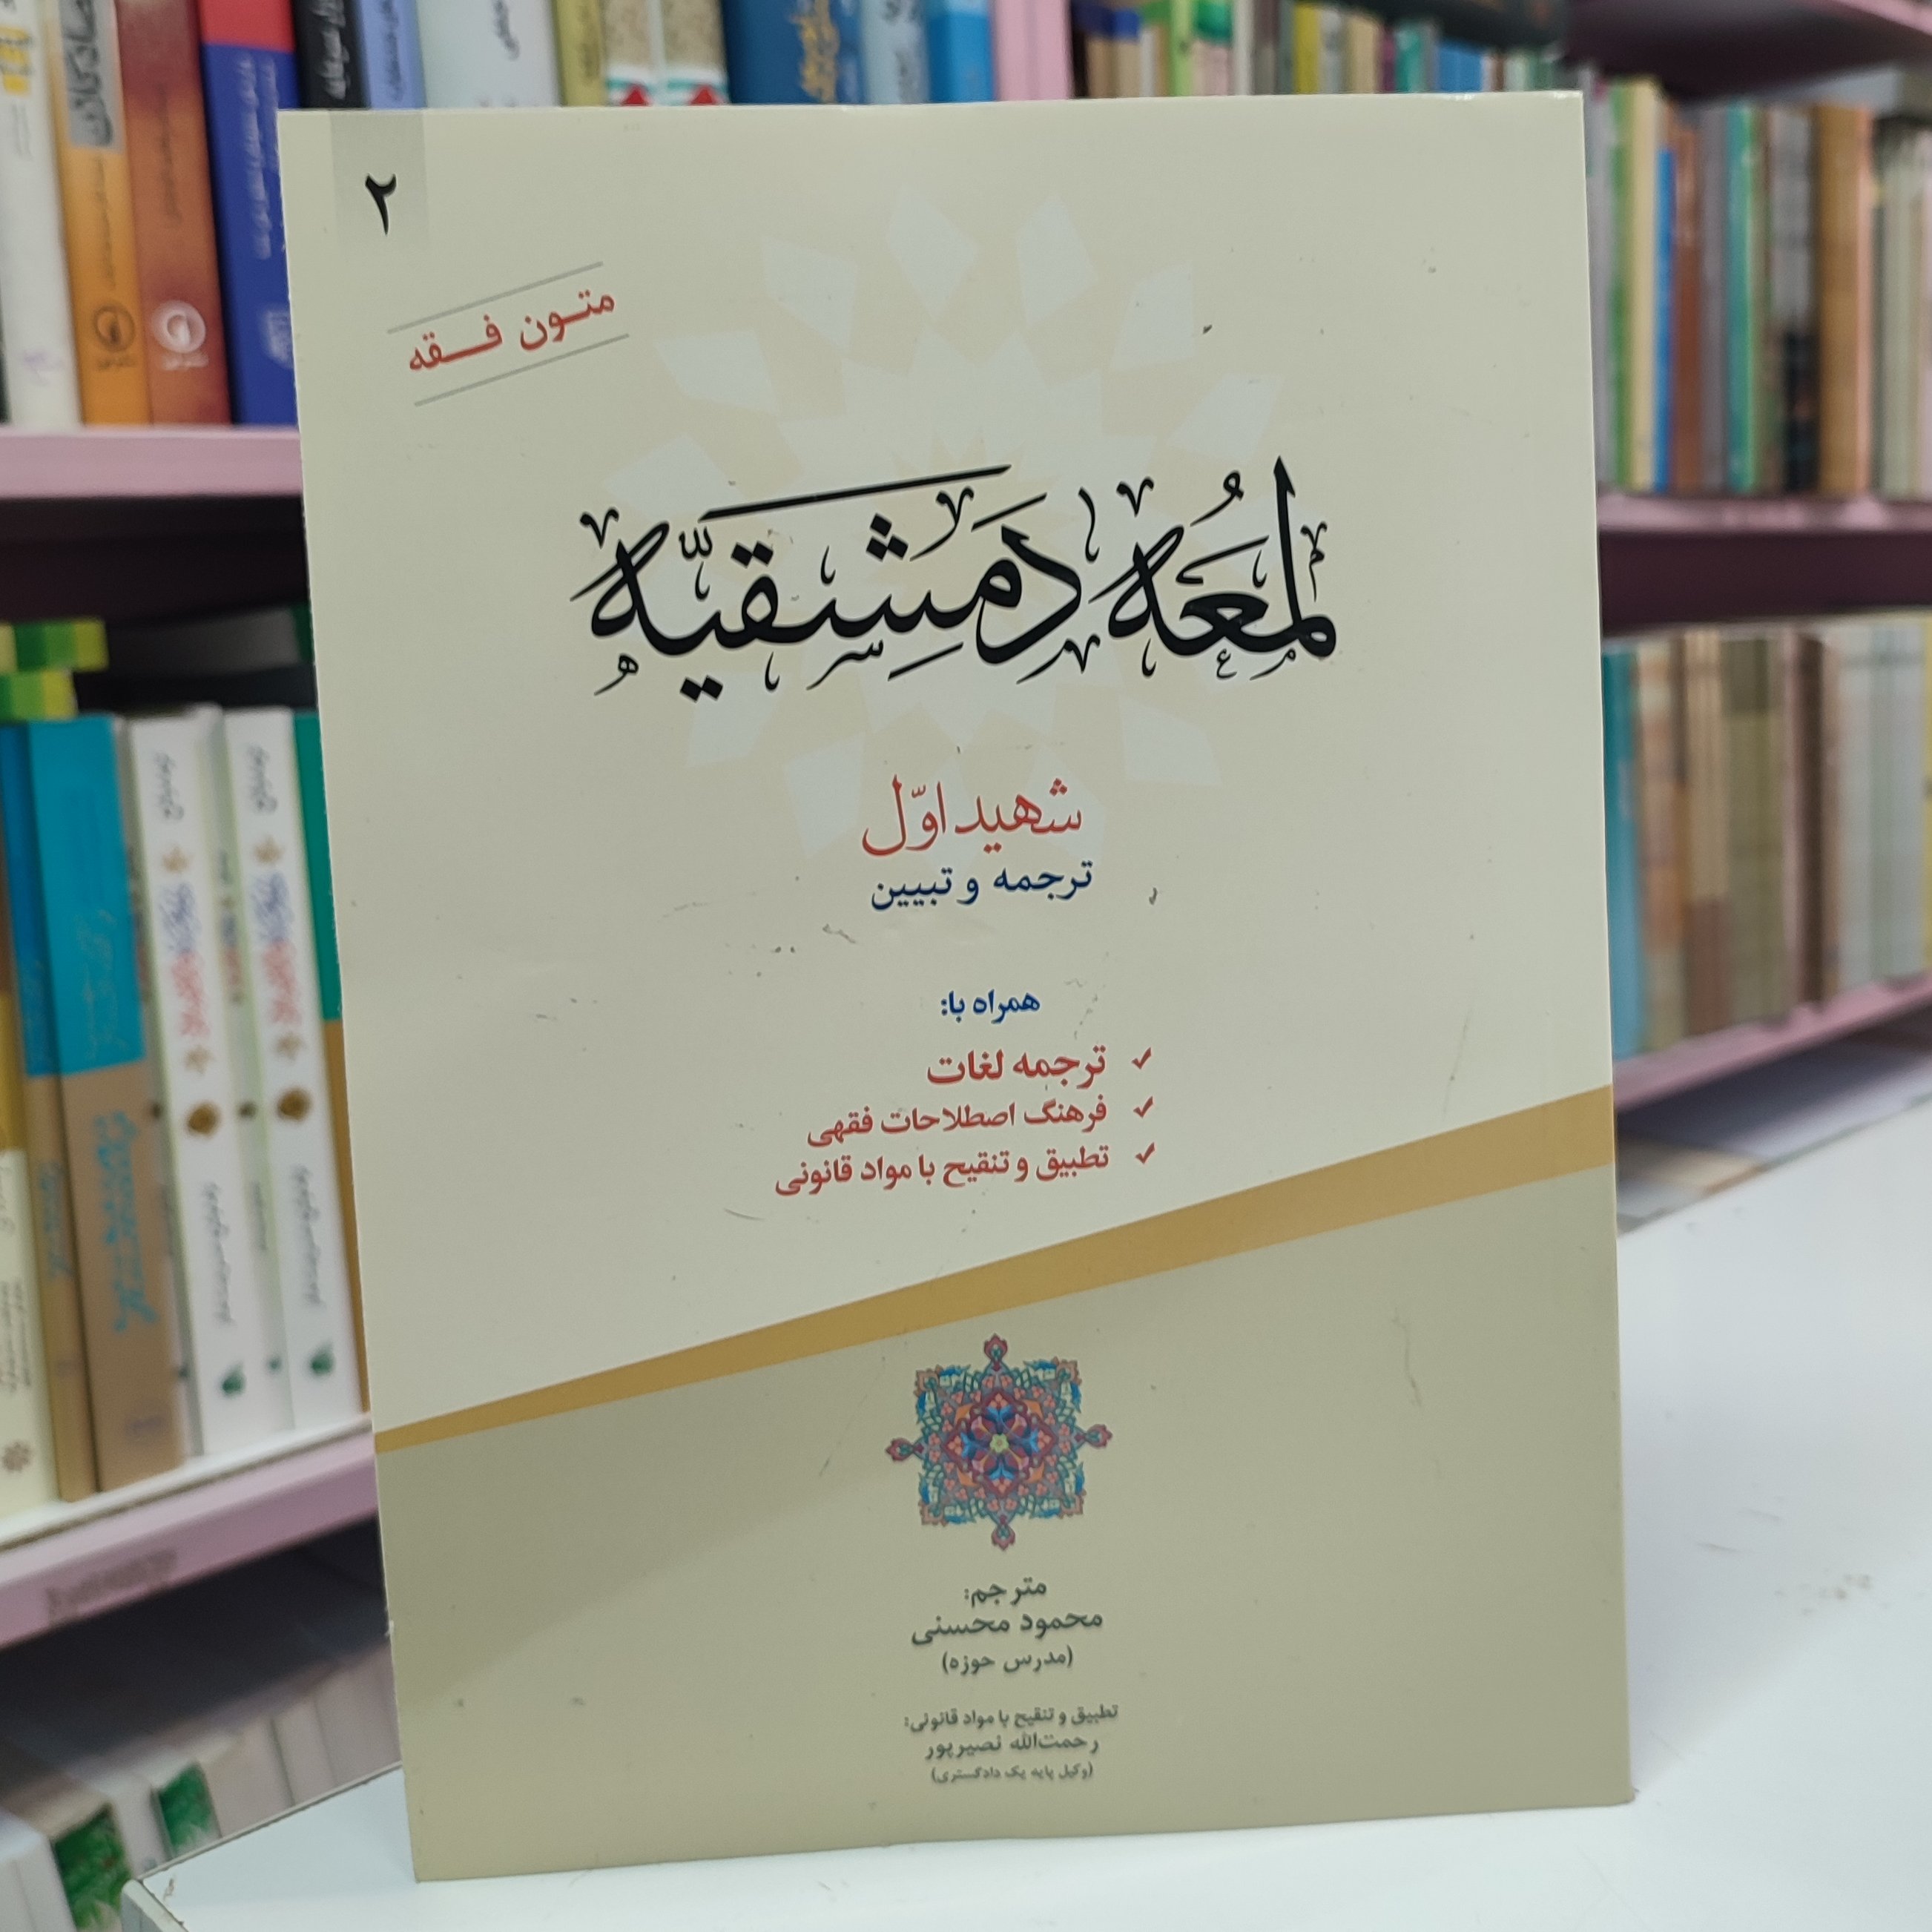 ۲
متون فقه
لمعه دمشقیه
شهید اوّل
ترجمه و تبیین
همراه با:
✓ ترجمه لغات
✓ فرهنگ اصطلاحات فقهی
✓ تطبیق و تنقیح با مواد قانونی
مترجم:
محمود محسنی
(مدرس حوزه)
تطبیق و تنقیح با مواد قانونی:
رحمت‌الله نصیرپور
(وکیل پایه یک دادگستری)